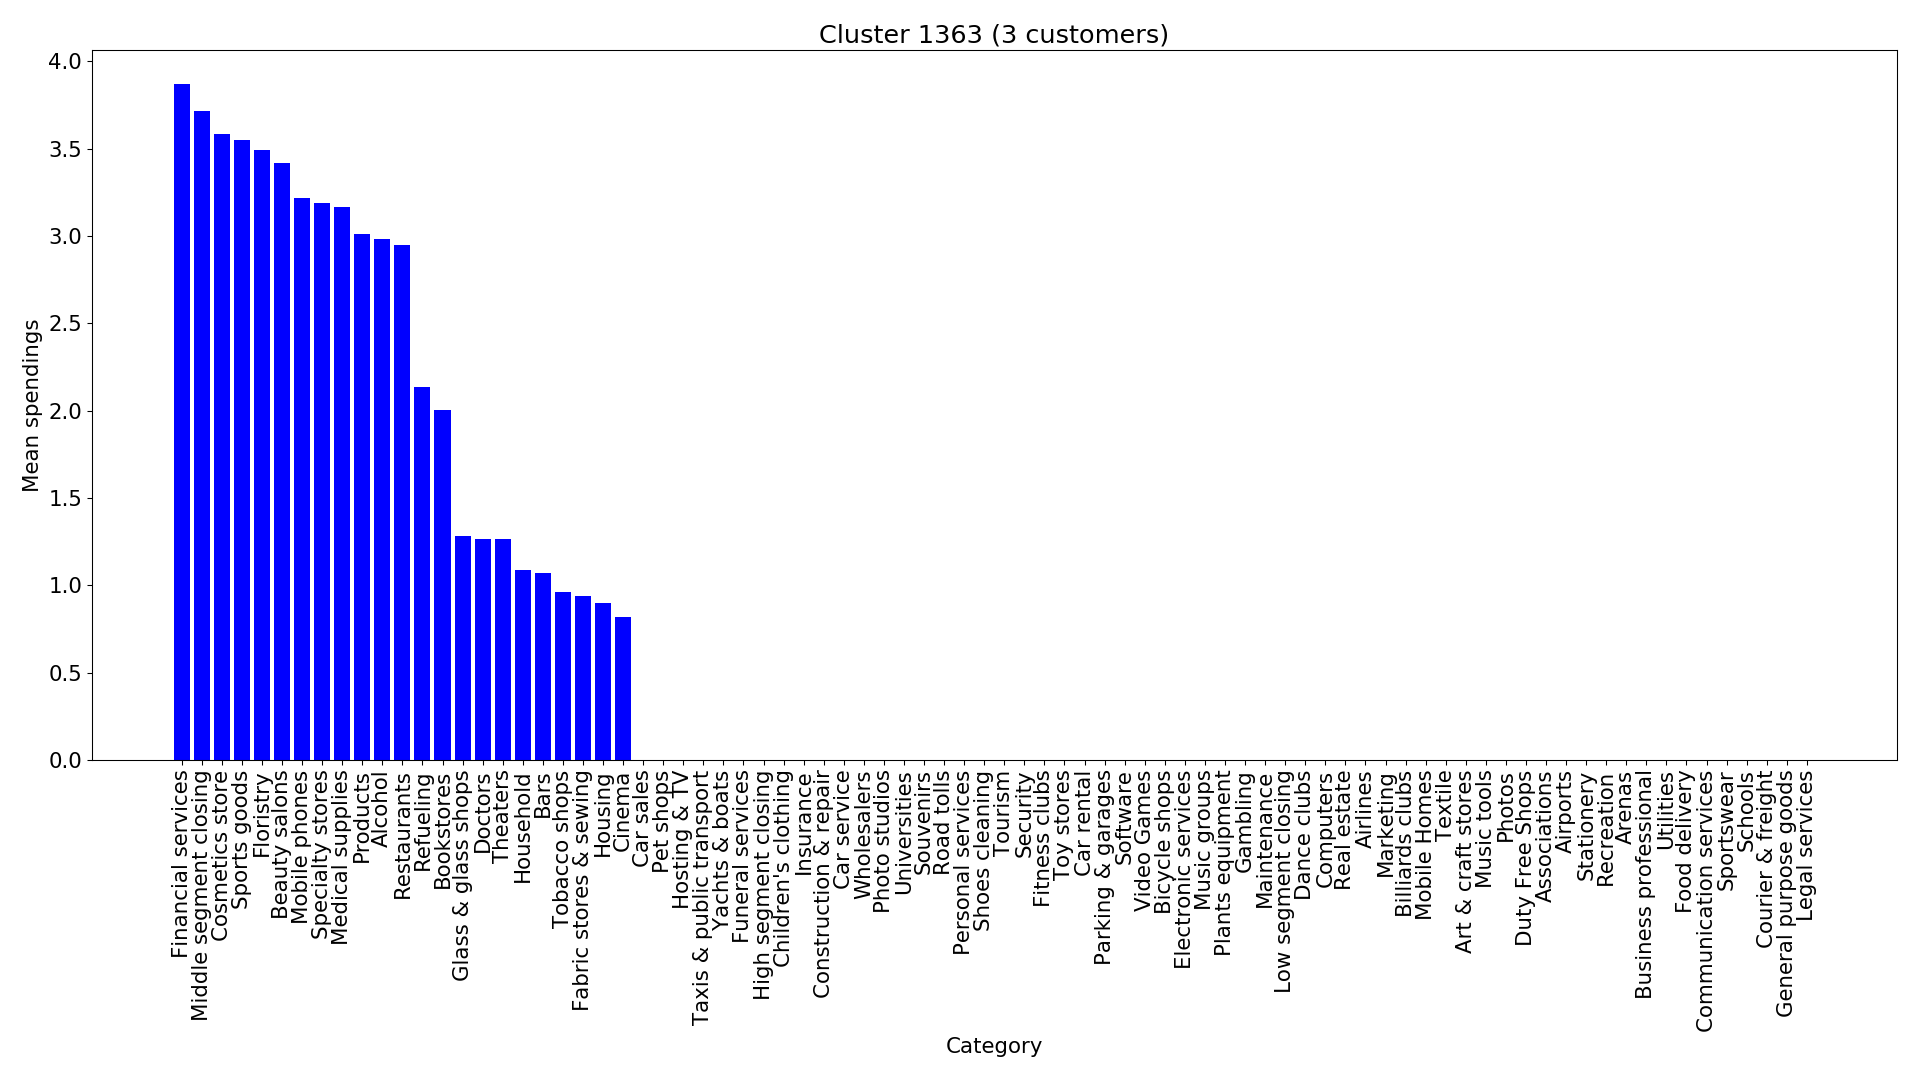 Cluster 1363 (3 customers)
4.0
3.5
3.0
2.5
2.0
1.5
1.0
0.5
0.0
Mean spendings
Financial services
Middle segment closing
Cosmetics store
Sports goods
Floristry
Beauty salons
Mobile phones
Specialty stores
Medical supplies
Products
Alcohol
Restaurants
Refueling
Bookstores
Glass & glass shops
Doctors
Theaters
Household
Bars
Tobacco shops
Fabric stores & sewing
Housing
Cinema
Car sales
Pet shops
Hosting & TV
Taxis & public transport
Yachts & boats
Funeral services
High segment closing
Children's clothing
Insurance
Construction & repair
Car service
Wholesalers
Photo studios
Universities
Souvenirs
Road tolls
Personal services
Shoes cleaning
Tourism
Security
Fitness clubs
Toy stores
Car rental
Parking & garages
Software
Video Games
Bicycle shops
Electronic services
Music groups
Plants equipment
Gambling
Maintenance
Low segment closing
Dance clubs
Computers
Real estate
Airlines
Marketing
Billiards clubs
Mobile Homes
Textile
Art & craft stores
Music tools
Photos
Duty Free Shops
Associations
Airports
Stationery
Recreation
Arenas
Business professional
Utilities
Food delivery
Communication services
Sportswear
Schools
Courier & freight
General purpose goods
Legal services
Category